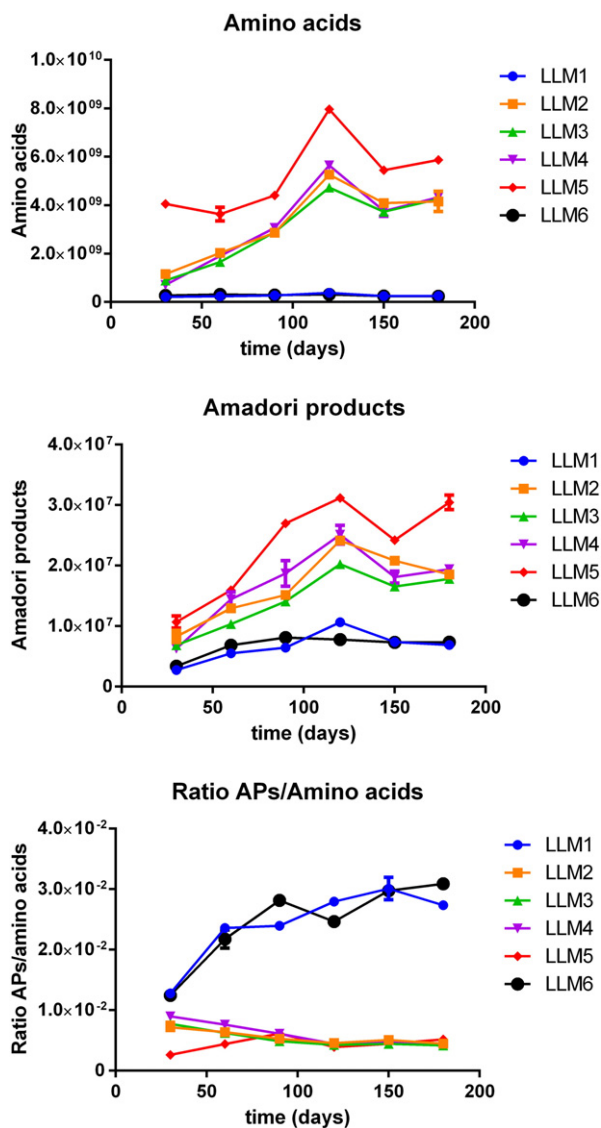 Amino acids
1.0×10^10
8.0×10^09
6.0×10^09
4.0×10^09
2.0×10^09
0
Amino acids
0 50 100 150 200
time (days)
LLM1
LLM2
LLM3
LLM4
LLM5
LLM6
Amadori products
4.0×10^7
3.0×10^7
2.0×10^7
1.0×10^7
0
Amadori products
0 50 100 150 200
time (days)
LLM1
LLM2
LLM3
LLM4
LLM5
LLM6
Ratio APs/Amino acids
4.0×10^-2
3.0×10^-2
2.0×10^-2
1.0×10^-2
0
Ratio APs/amino acids
0 50 100 150 200
time (days)
LLM1
LLM2
LLM3
LLM4
LLM5
LLM6